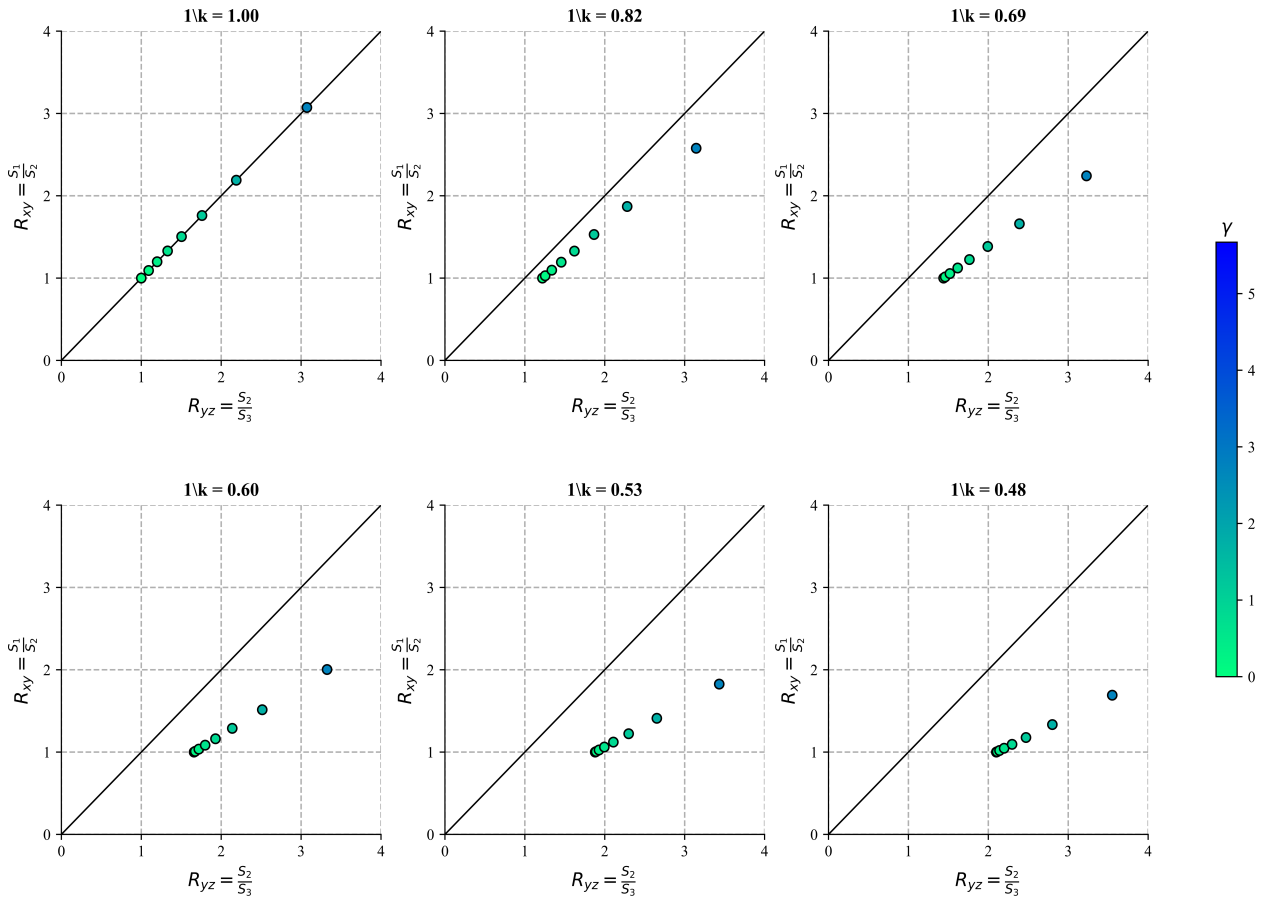 1\k = 1.00
4
3
2
1
0
R_xy = S_1/S_2
0 1 2 3 4
R_yz = S_2/S_3
1\k = 0.82
4
3
2
1
0
R_xy = S_1/S_2
0 1 2 3 4
R_yz = S_2/S_3
1\k = 0.69
4
3
2
1
0
R_xy = S_1/S_2
0 1 2 3 4
R_yz = S_2/S_3
γ
5
4
3
2
1
0
1\k = 0.60
4
3
2
1
0
R_xy = S_1/S_2
0 1 2 3 4
R_yz = S_2/S_3
1\k = 0.53
4
3
2
1
0
R_xy = S_1/S_2
0 1 2 3 4
R_yz = S_2/S_3
1\k = 0.48
4
3
2
1
0
R_xy = S_1/S_2
0 1 2 3 4
R_yz = S_2/S_3